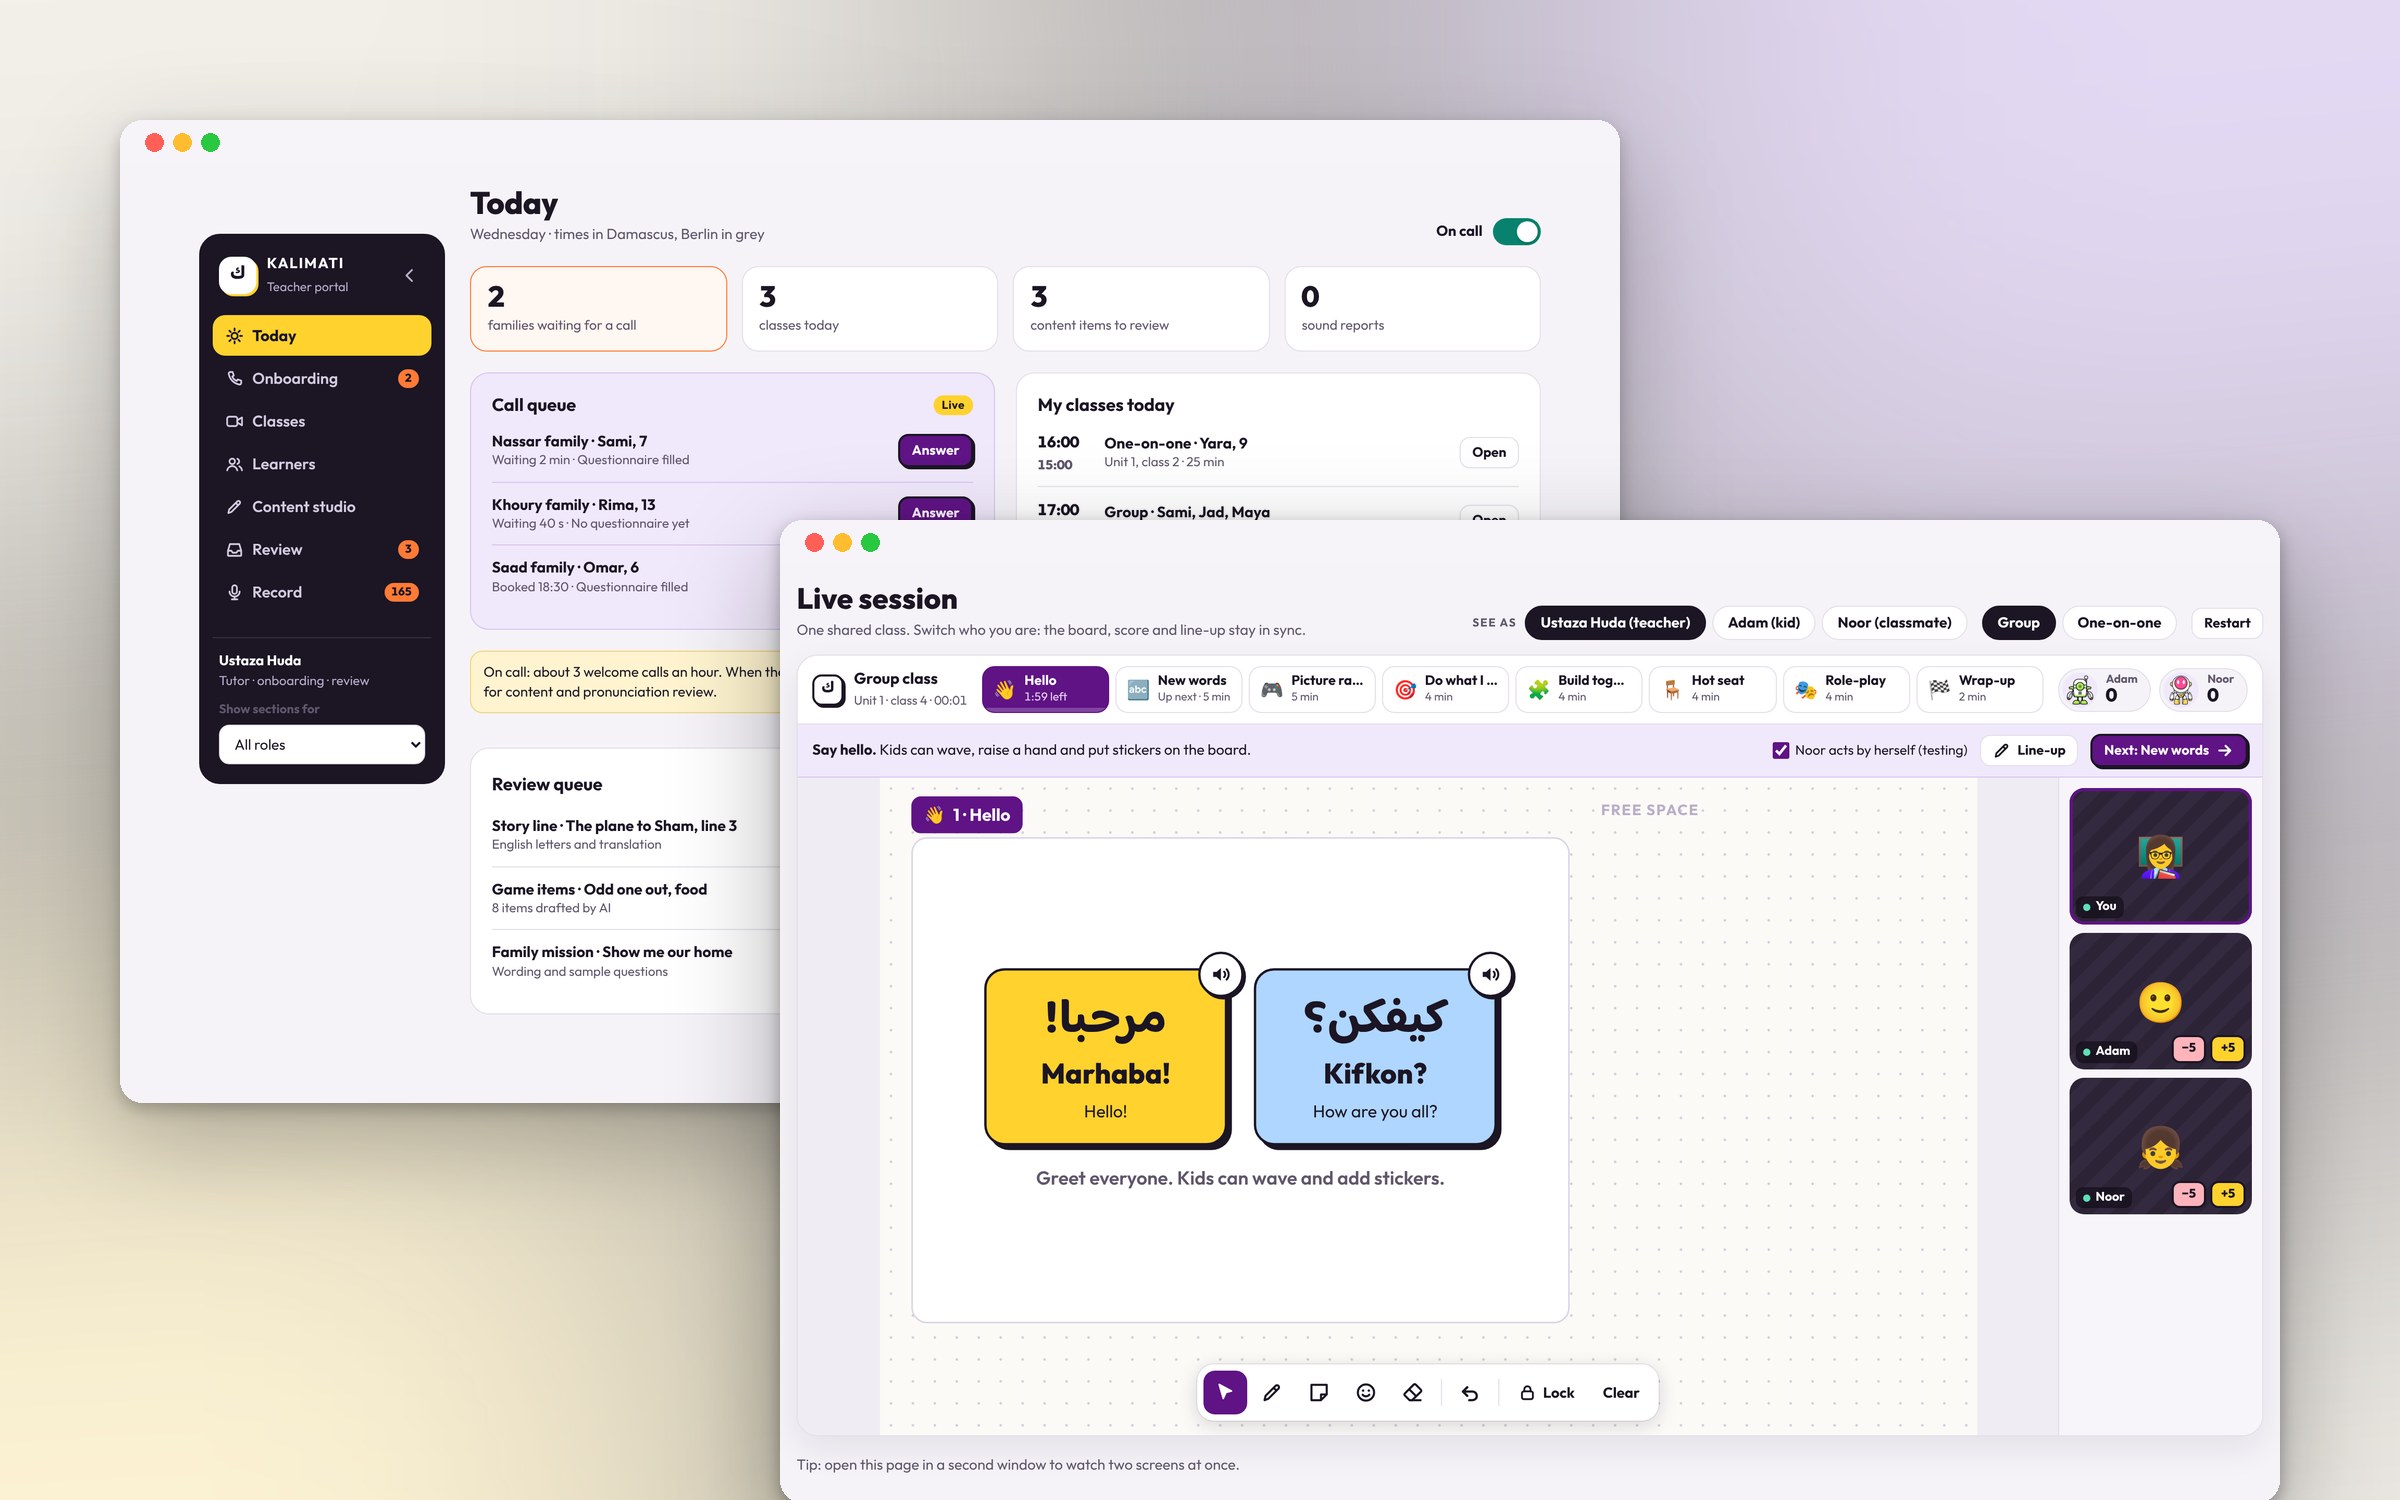 Today
Wednesday · times in Damascus, Berlin in grey
On call
KALIMATI
Teacher portal
Today
Onboarding 2
Classes
Learners
Content studio
Review 3
Record 165
Ustaza Huda
Tutor · onboarding · review
Show sections for
All roles
2
families waiting for a call
3
classes today
3
content items to review
0
sound reports
Call queue Live
Nassar family · Sami, 7
Waiting 2 min · Questionnaire filled
Answer
Khoury family · Rima, 13
Waiting 40 s · No questionnaire yet
Answer
Saad family · Omar, 6
Booked 18:30 · Questionnaire filled
My classes today
16:00 One-on-one · Yara, 9
15:00 Unit 1, class 2 · 25 min
Open
17:00 Group · Sami, Jad, Maya
Open
On call: about 3 welcome calls an hour. When the
for content and pronunciation review.
Review queue
Story line · The plane to Sham, line 3
English letters and translation
Game items · Odd one out, food
8 items drafted by AI
Family mission · Show me our home
Wording and sample questions
Live session
One shared class. Switch who you are: the board, score and line-up stay in sync.
SEE AS Ustaza Huda (teacher) Adam (kid) Noor (classmate) Group One-on-one Restart
ك
Group class
Unit 1 · class 4 · 00:01
Hello
1:59 left
abc
New words
Up next · 5 min
Picture ra...
5 min
Do what I ...
4 min
Build tog...
4 min
Hot seat
4 min
Role-play
4 min
Wrap-up
2 min
Adam
0
Noor
0
Say hello. Kids can wave, raise a hand and put stickers on the board.
Noor acts by herself (testing) Line-up Next: New words
1 · Hello
FREE SPACE
مرحبا!
Marhaba!
Hello!
كيفكن؟
Kifkon?
How are you all?
Greet everyone. Kids can wave and add stickers.
You
Adam -5 +5
Noor -5 +5
Lock Clear
Tip: open this page in a second window to watch two screens at once.